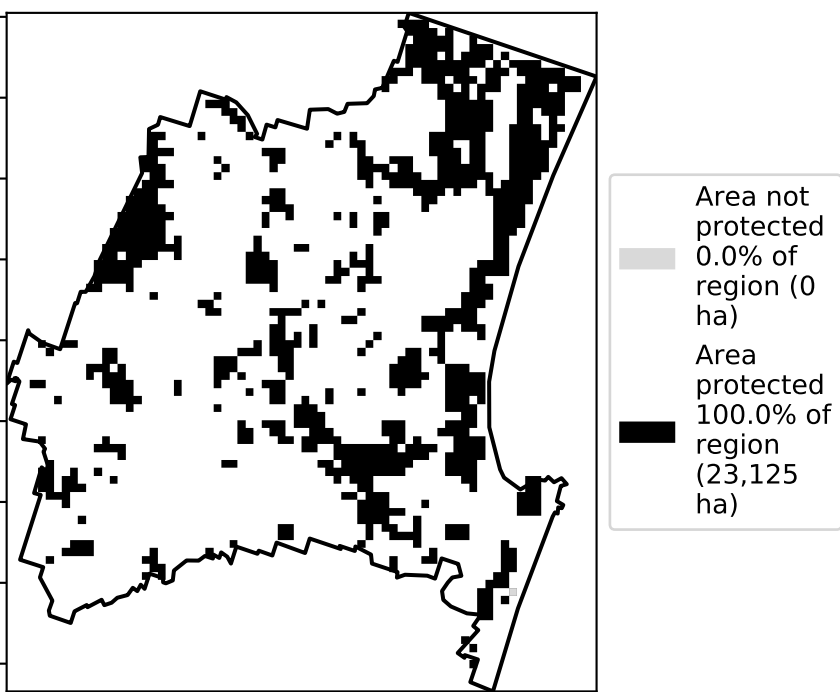 Area not
protected
0.0% of
region (0
ha)
Area
protected
100.0% of
region
(23,125
ha)